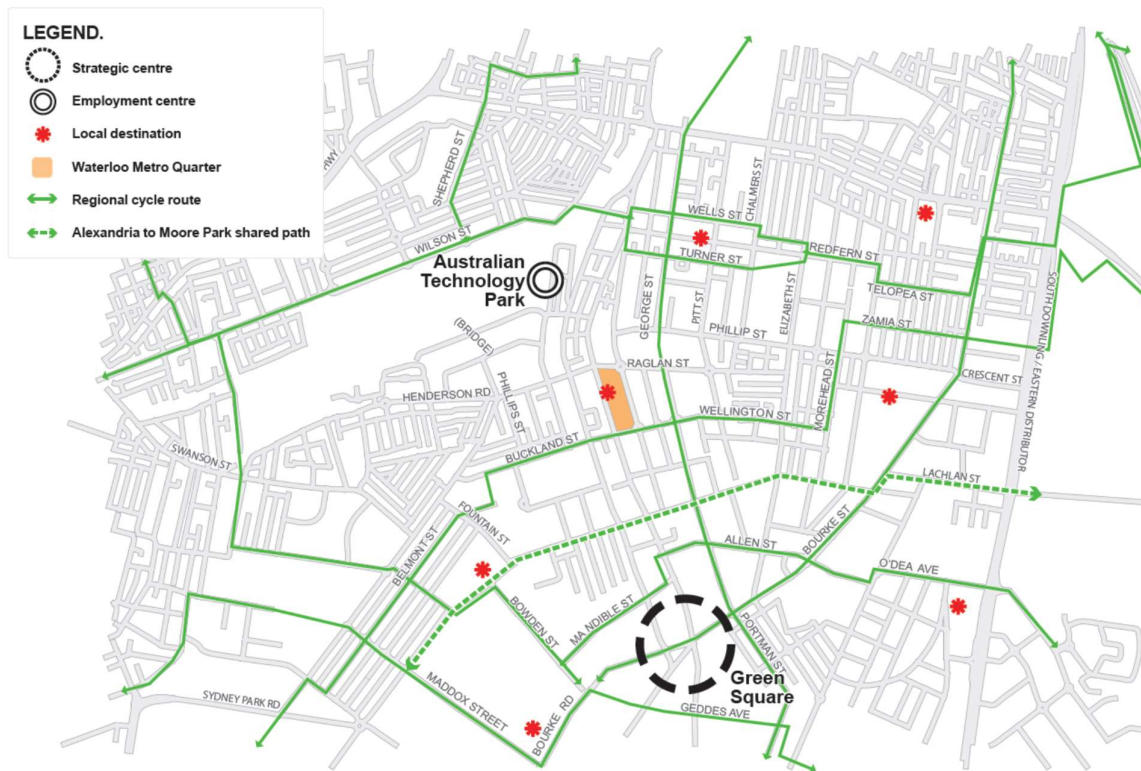 LEGEND.
Strategic centre
Employment centre
Local destination
Waterloo Metro Quarter
Regional cycle route
Alexandria to Moore Park shared path
HWY
SHEPHERD ST
WILSON ST
WELLS ST
CHALMERS ST
TURNER ST
REDFERN ST
TELOPEA ST
Australian
Technology
Park
GEORGE ST
PITT ST
ELIZABETH ST
ZAMIA ST
SOUTH DOWLING / EASTERN DISTRIBUTOR
PHILLIP ST
(BRIDGE)
RAGLAN ST
CRESCENT ST
HENDERSON RD
PHILLIPS ST
MOREHEAD ST
WELLINGTON ST
BUCKLAND ST
SWANSON ST
LACHLAN ST
FOUNTAIN ST
BOURKE ST
BELMONT ST
ALLEN ST
O'DEA AVE
BOWDEN ST
MANDIBLE ST
PORTMAN ST
Green
Square
SYDNEY PARK RD
MADDOX STREET
BOURKE RD
GEDDES AVE